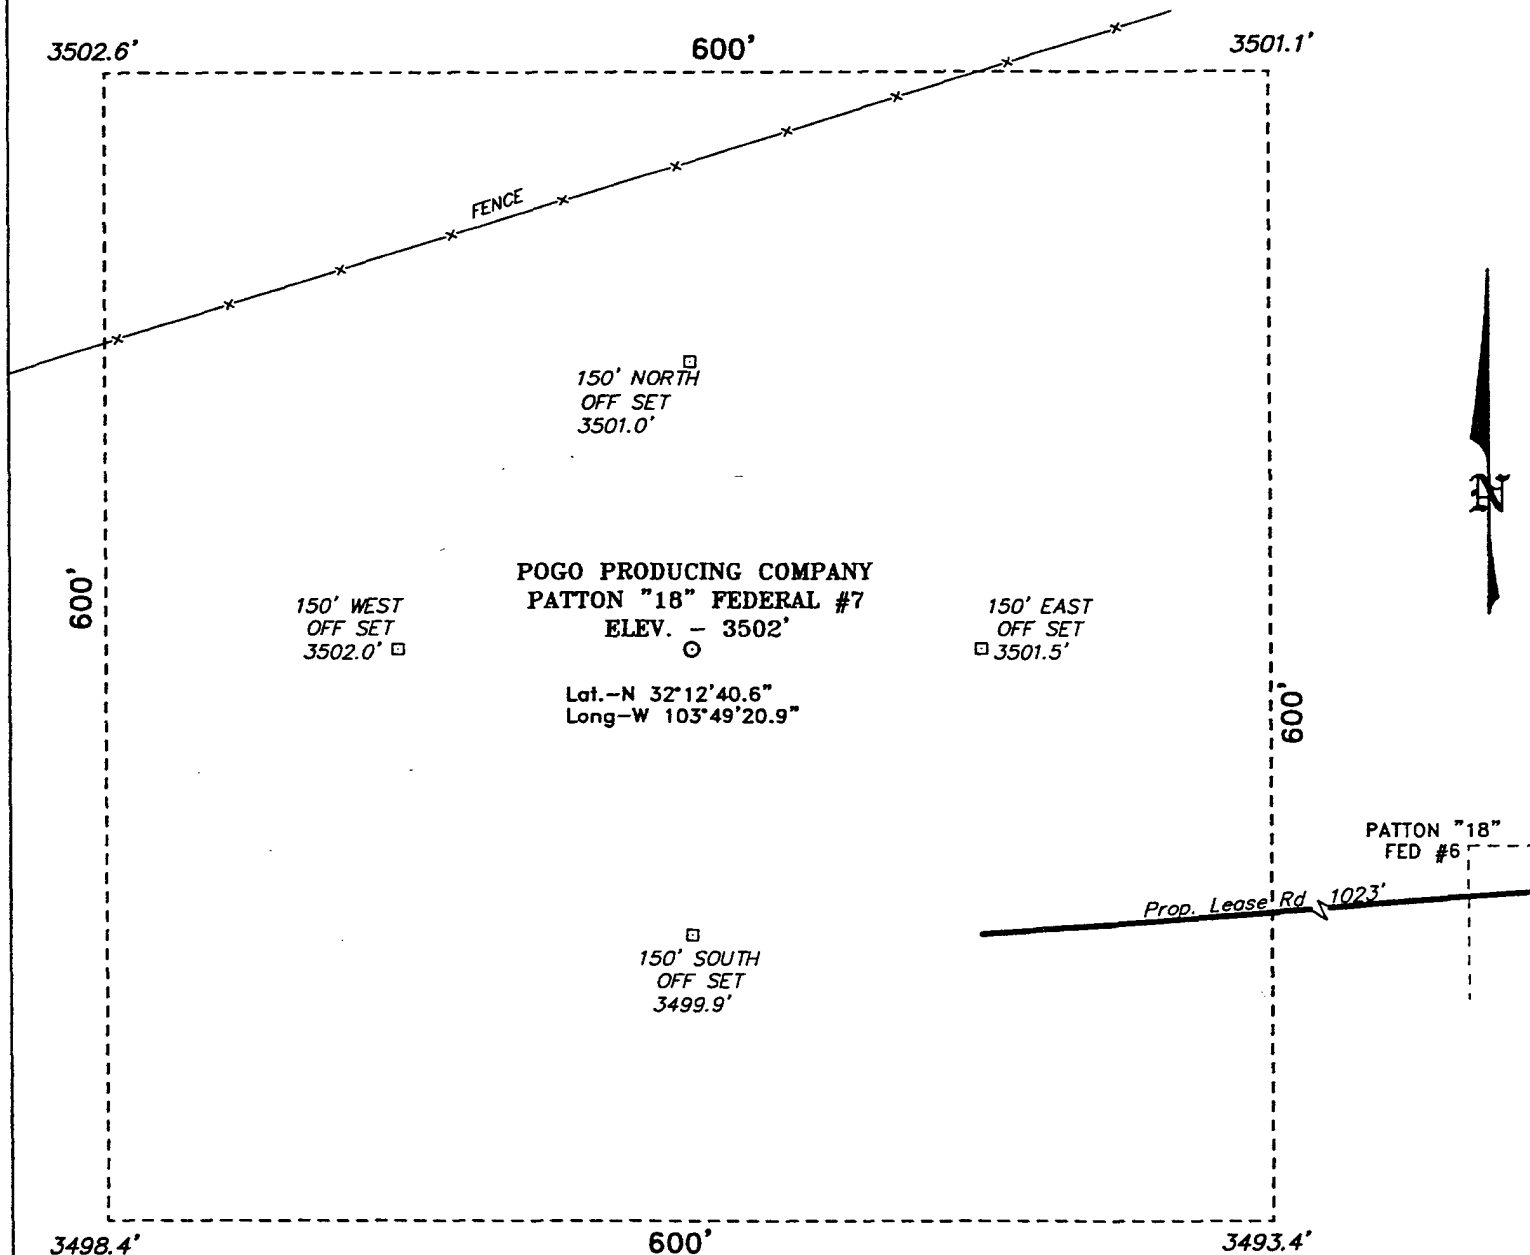 3502.6'
600'
3501.1'
FENCE
150' NORTH
OFF SET
3501.0'
N
POGO PRODUCING COMPANY
PATTON "18" FEDERAL #7
ELEV. - 3502'
600'
150' WEST
OFF SET
3502.0'
150' EAST
OFF SET
3501.5'
Lat.-N 32°12'40.6"
Long-W 103°49'20.9"
600'
PATTON "18"
FED #6
Prop. Lease Rd 1023'
150' SOUTH
OFF SET
3499.9'
3498.4'
600'
3493.4'